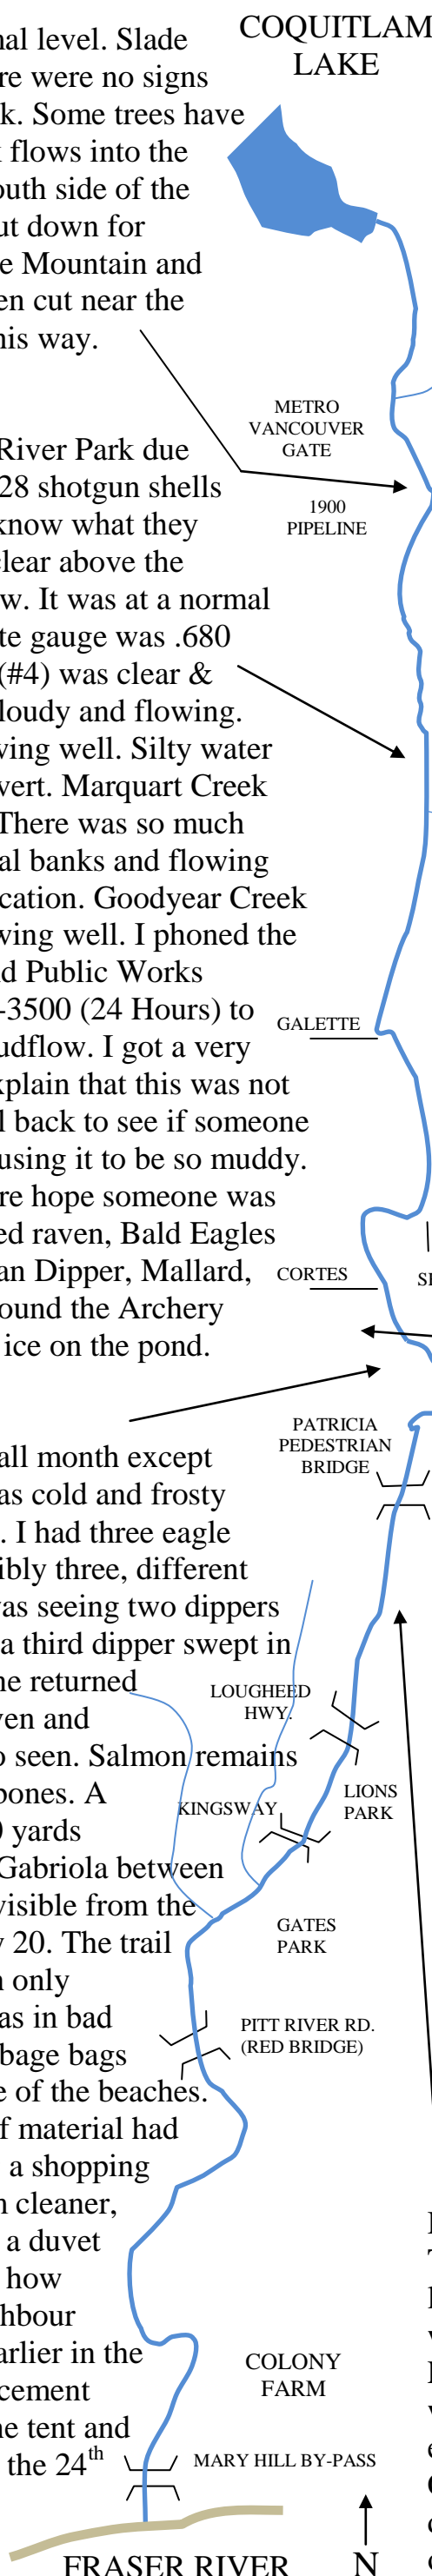 COQUITLAM
LAKE
nal level. Slade
re were no signs
k. Some trees have
flows into the
outh side of the
ut down for
e Mountain and
en cut near the
his way.
METRO
VANCOUVER
GATE
1900
PIPELINE
River Park due
28 shotgun shells
know what they
clear above the
w. It was at a normal
te gauge was .680
(#4) was clear &
loudy and flowing.
ving well. Silty water
vert. Marquart Creek
There was so much
al banks and flowing
cation. Goodyear Creek
wing well. I phoned the
d Public Works
-3500 (24 Hours) to
udflow. I got a very
xplain that this was not
l back to see if someone
using it to be so muddy.
re hope someone was
ed raven, Bald Eagles
an Dipper, Mallard,
ound the Archery
ice on the pond.
GALETTE
CORTES
PATRICIA
PEDESTRIAN
BRIDGE
all month except
as cold and frosty
. I had three eagle
ibly three, different
was seeing two dippers
a third dipper swept in
ne returned
ven and
o seen. Salmon remains
bones. A
0 yards
Gabriola between
visible from the
y 20. The trail
n only
as in bad
bage bags
e of the beaches.
f material had
a shopping
n cleaner,
a duvet
how
hbour
arlier in the
cement
ne tent and
the 24th
LOUGHEED
HWY.
LIONS
PARK
KINGSWAY
GATES
PARK
PITT RIVER RD.
(RED BRIDGE)
COLONY
FARM
MARY HILL BY-PASS
FRASER RIVER
N